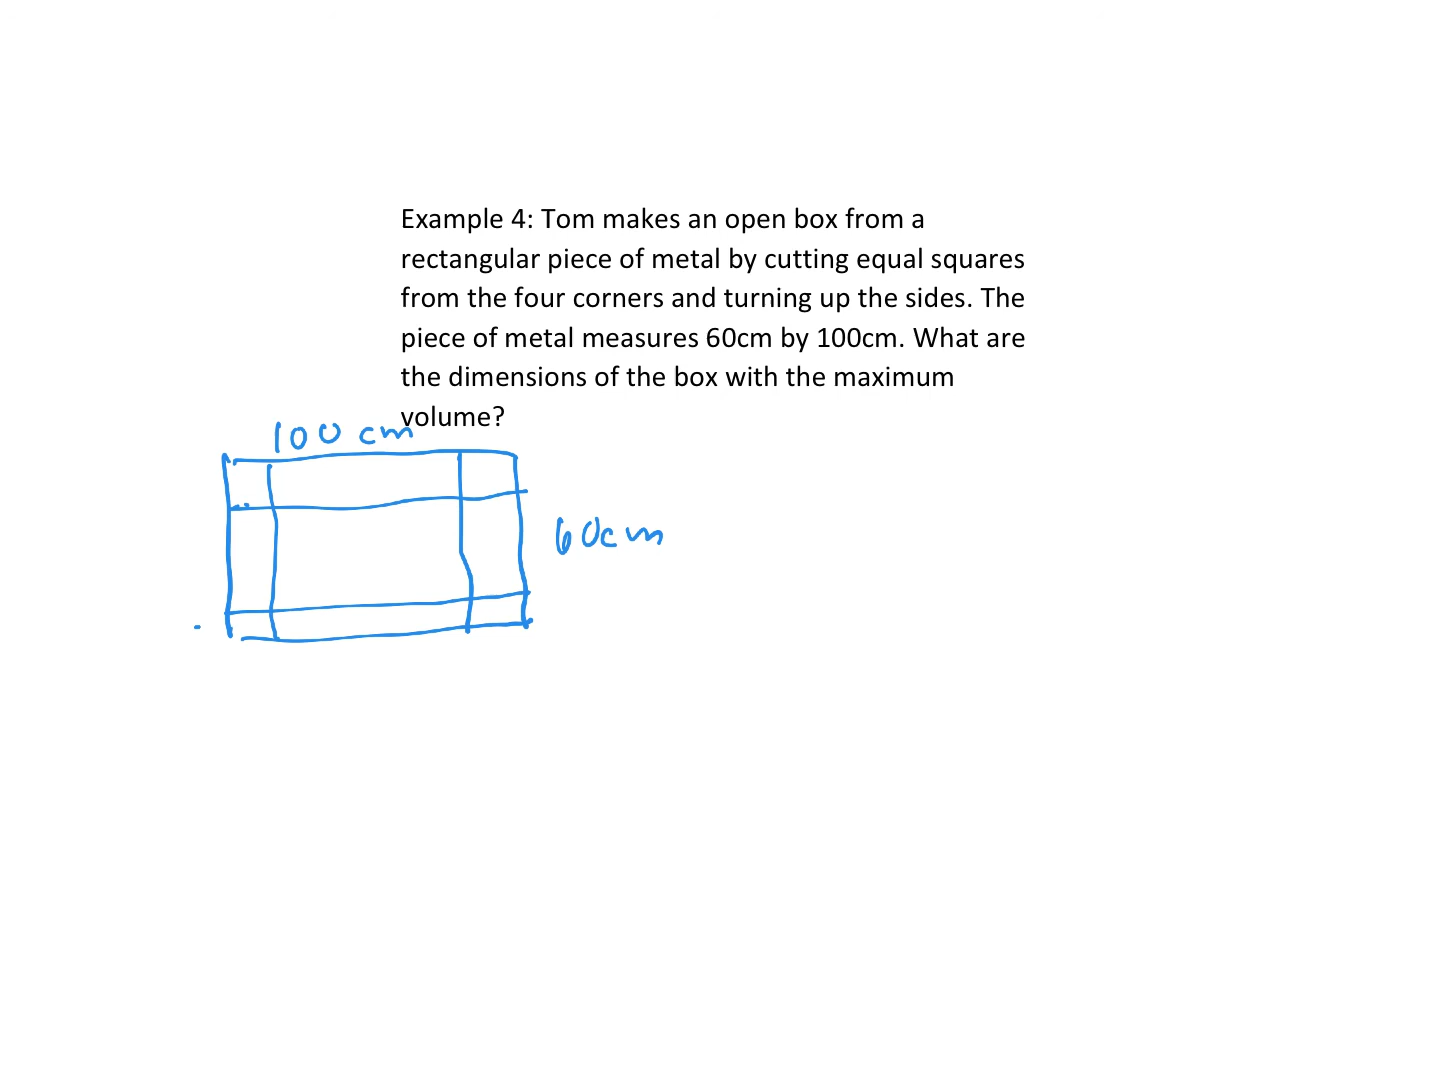 Example 4: Tom makes an open box from a
rectangular piece of metal by cutting equal squares
from the four corners and turning up the sides. The
piece of metal measures 60cm by 100cm. What are
the dimensions of the box with the maximum
volume?
100 cm
60cm